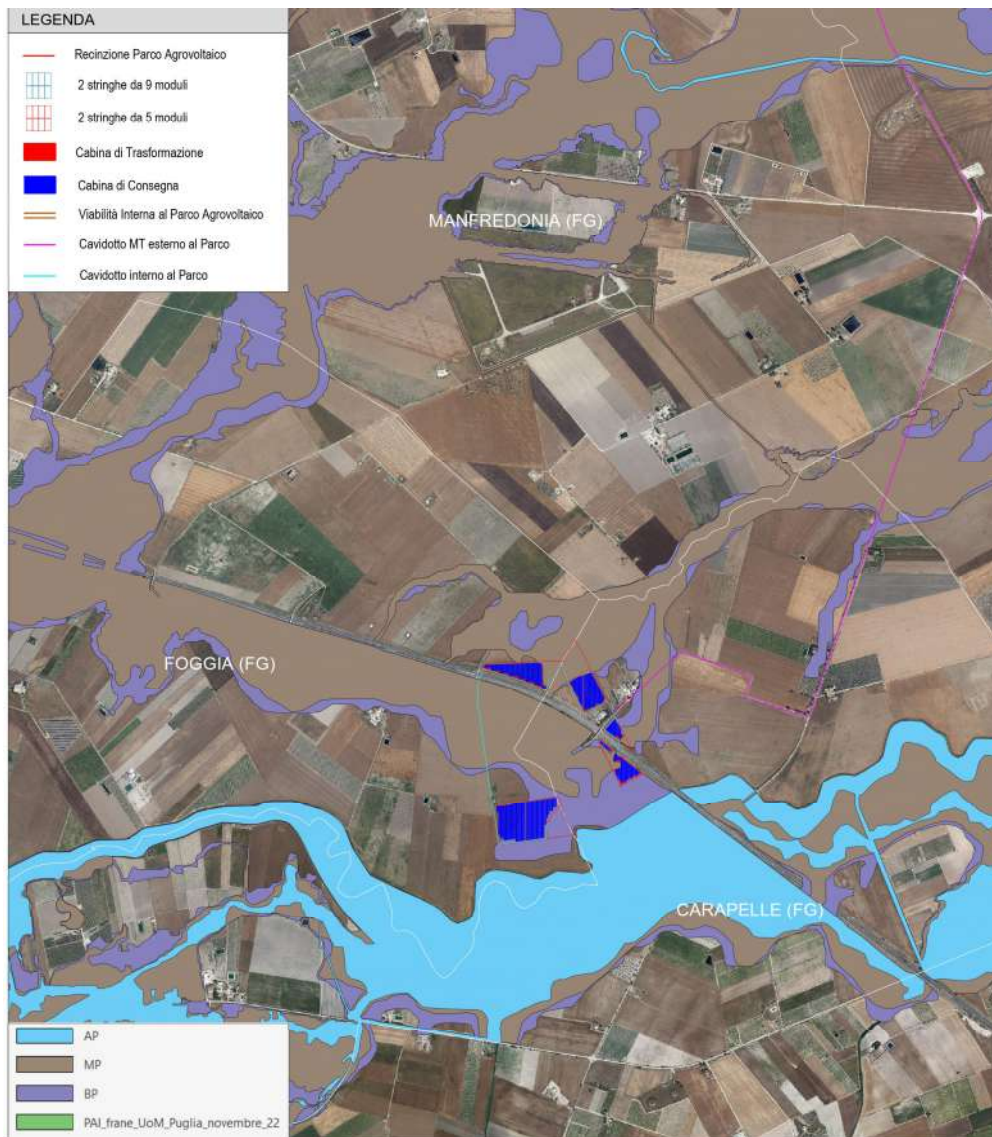 LEGENDA
Recinzione Parco Agrovoltaico
2 stringhe da 9 moduli
2 stringhe da 5 moduli
Cabina di Trasformazione
Cabina di Consegna
Viabilità Interna al Parco Agrovoltaico
Cavidotto MT esterno al Parco
Cavidotto interno al Parco
MANFREDONIA (FG)
FOGGIA (FG)
CARAPELLE (FG)
AP
MP
BP
PAI_frane_UoM_Puglia_novembre_22